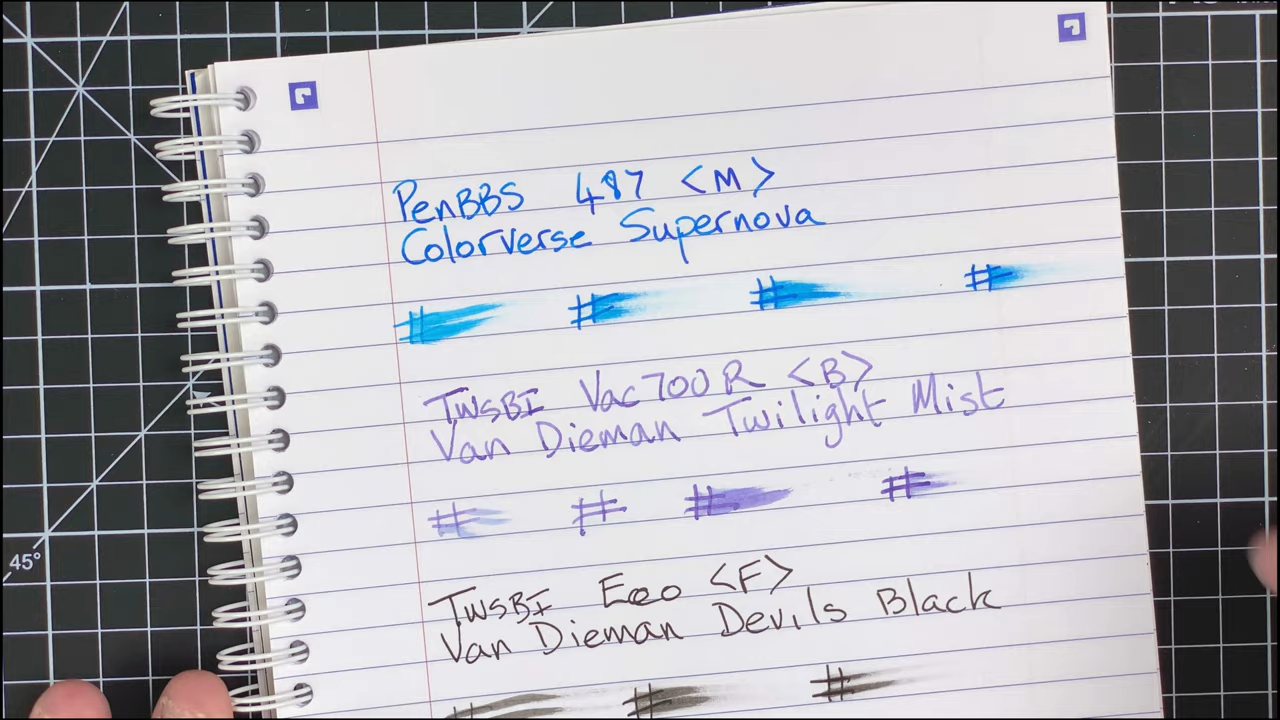 PenBBS 487 <M>
Colorverse Supernova
# # # #
TWSBI Vac700R <B>
Van Dieman Twilight Mist
# # # #
TWSBI Eco <F>
Van Dieman Devils Black
# # #
45°